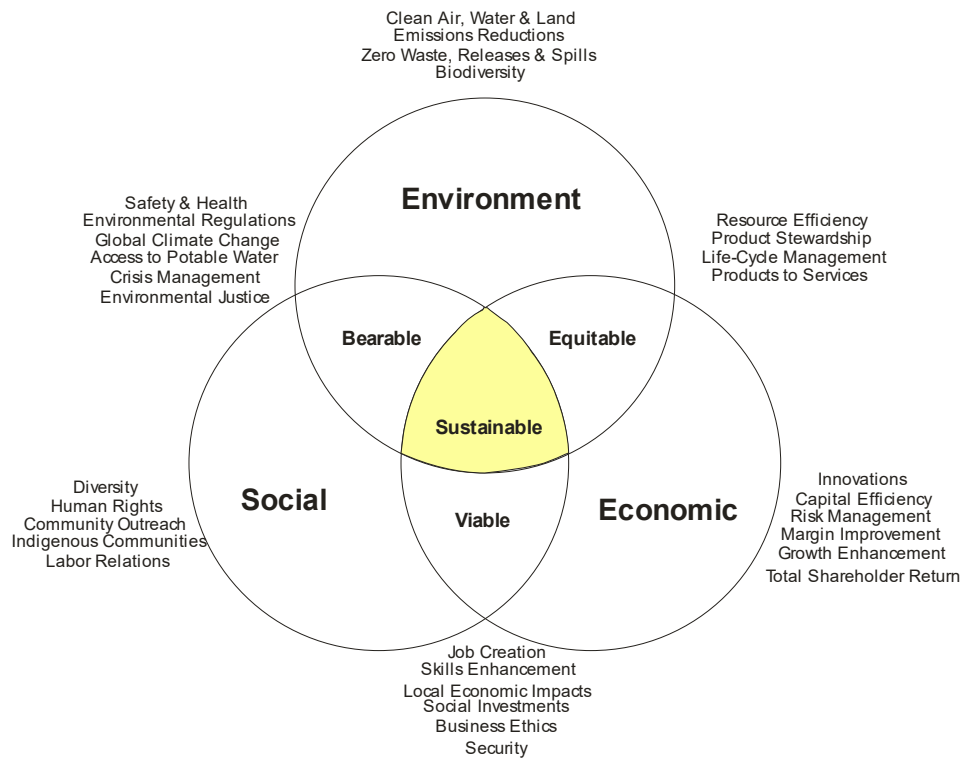 Clean Air, Water & Land
Emissions Reductions
Zero Waste, Releases & Spills
Biodiversity
Environment
Safety & Health
Environmental Regulations
Global Climate Change
Access to Potable Water
Crisis Management
Environmental Justice
Resource Efficiency
Product Stewardship
Life-Cycle Management
Products to Services
Bearable
Equitable
Sustainable
Social
Viable
Economic
Diversity
Human Rights
Community Outreach
Indigenous Communities
Labor Relations
Innovations
Capital Efficiency
Risk Management
Margin Improvement
Growth Enhancement
Total Shareholder Return
Job Creation
Skills Enhancement
Local Economic Impacts
Social Investments
Business Ethics
Security